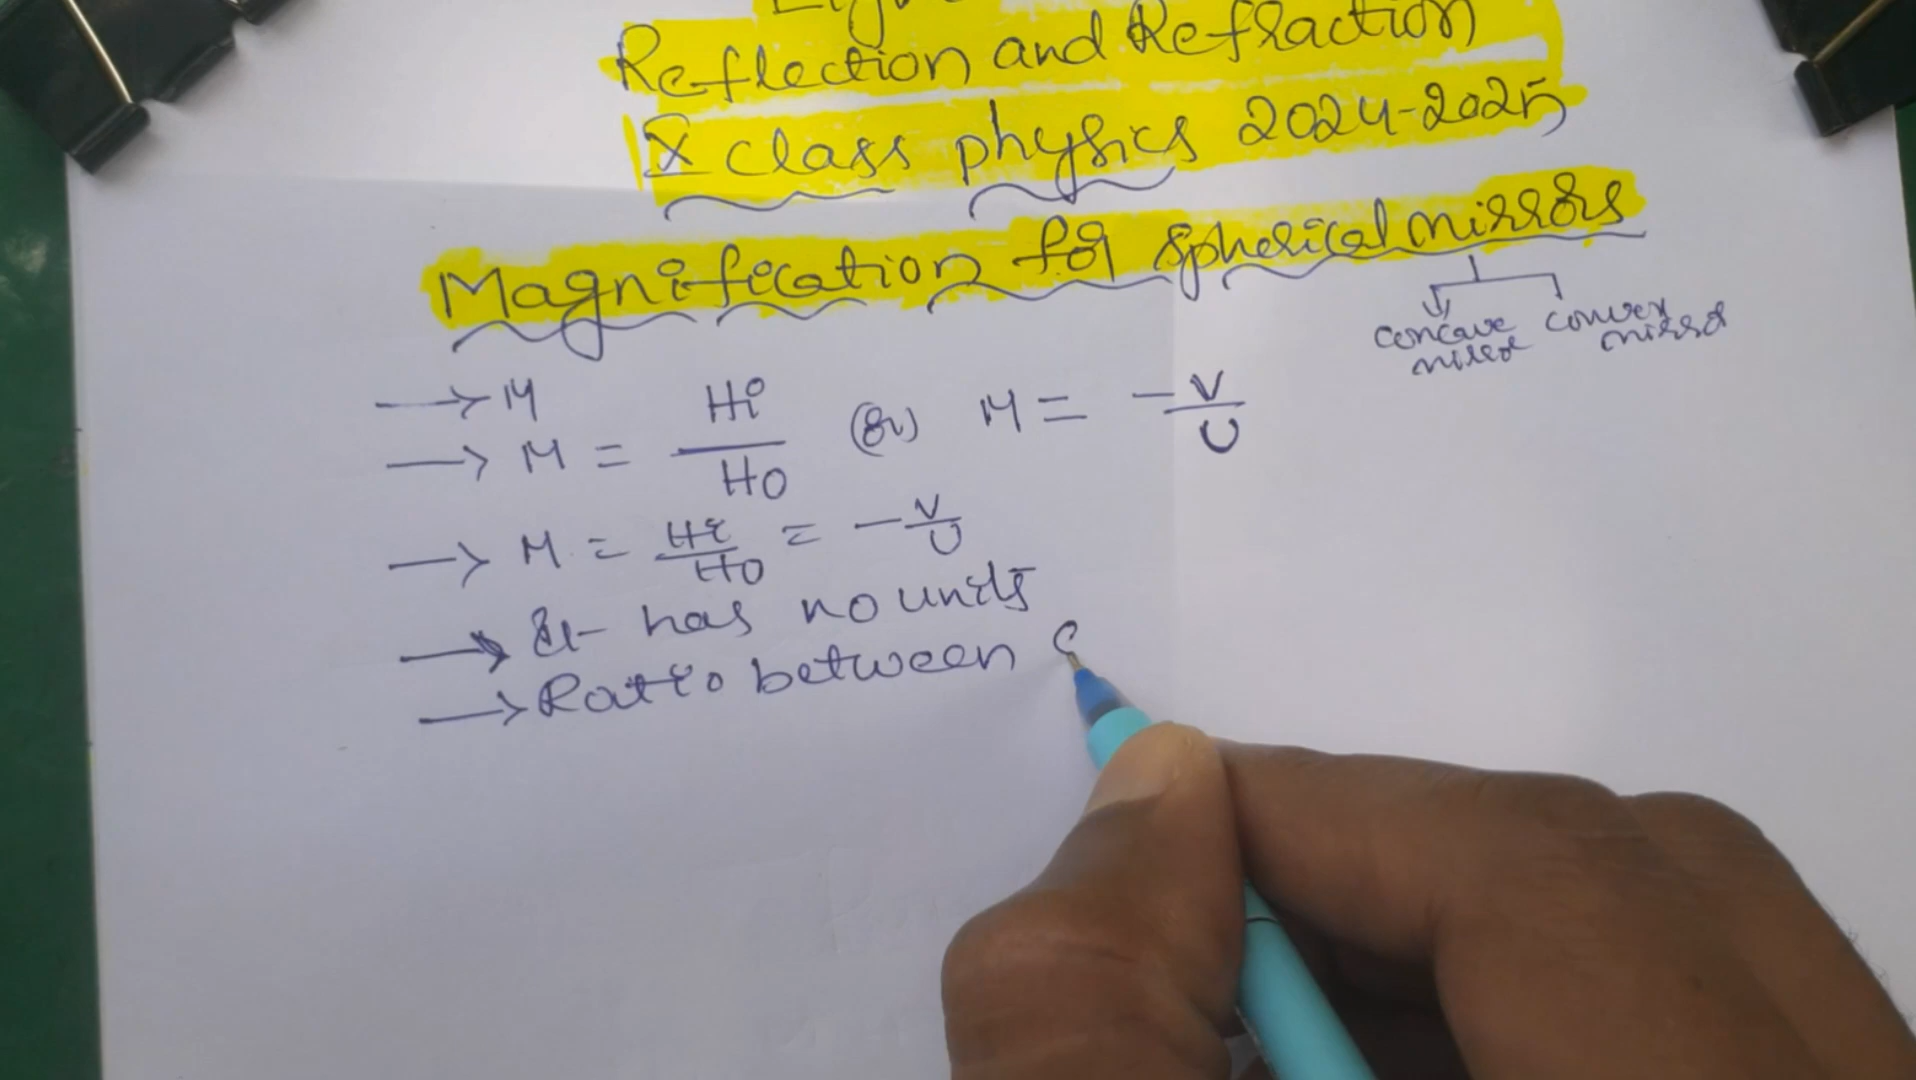 Reflection and Refraction
X class physics 2024-2025
Magnification for spherical mirrors
concave mirror convex mirror
→ M
→ M = Hi/Ho (or) M = -V/U
→ M = Hi/Ho = -V/U
→ It has no units
→ Ratio between